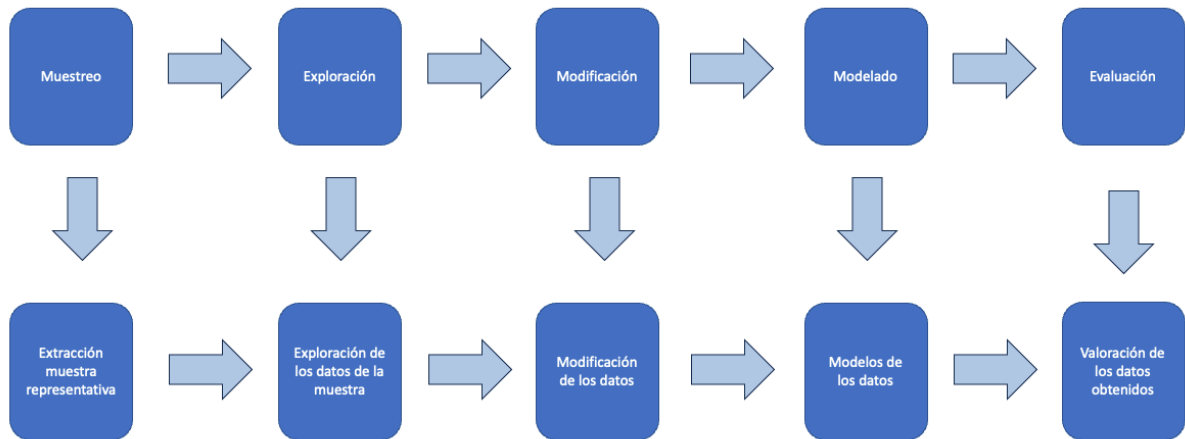 Muestreo
Exploración
Modificación
Modelado
Evaluación
Extracción
muestra
representativa
Exploración de
los datos de la
muestra
Modificación
de los datos
Modelos de
los datos
Valoración de
los datos
obtenidos